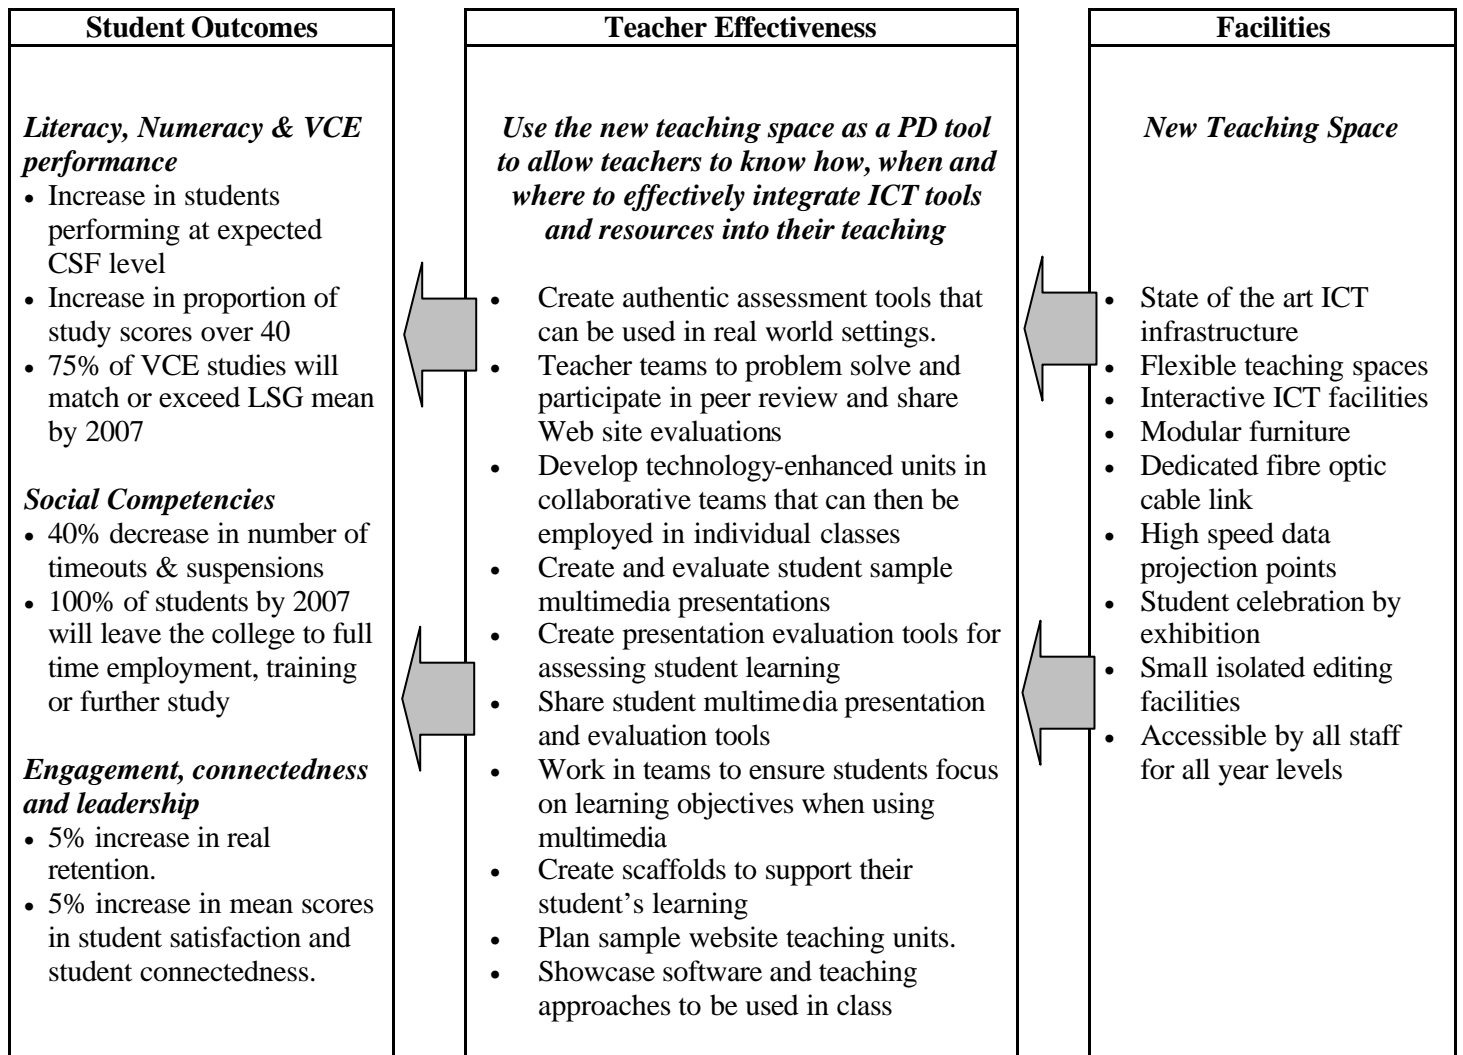 Student Outcomes
Literacy, Numeracy & VCE
performance
• Increase in students
performing at expected
CSF level
• Increase in proportion of
study scores over 40
• 75% of VCE studies will
match or exceed LSG mean
by 2007
Social Competencies
• 40% decrease in number of
timeouts & suspensions
• 100% of students by 2007
will leave the college to full
time employment, training
or further study
Engagement, connectedness
and leadership
• 5% increase in real
retention.
• 5% increase in mean scores
in student satisfaction and
student connectedness.
Teacher Effectiveness
Use the new teaching space as a PD tool
to allow teachers to know how, when and
where to effectively integrate ICT tools
and resources into their teaching
• Create authentic assessment tools that
can be used in real world settings.
• Teacher teams to problem solve and
participate in peer review and share
Web site evaluations
• Develop technology-enhanced units in
collaborative teams that can then be
employed in individual classes
• Create and evaluate student sample
multimedia presentations
• Create presentation evaluation tools for
assessing student learning
• Share student multimedia presentation
and evaluation tools
• Work in teams to ensure students focus
on learning objectives when using
multimedia
• Create scaffolds to support their
student’s learning
• Plan sample website teaching units.
• Showcase software and teaching
approaches to be used in class
Facilities
New Teaching Space
• State of the art ICT
infrastructure
• Flexible teaching spaces
• Interactive ICT facilities
• Modular furniture
• Dedicated fibre optic
cable link
• High speed data
projection points
• Student celebration by
exhibition
• Small isolated editing
facilities
• Accessible by all staff
for all year levels